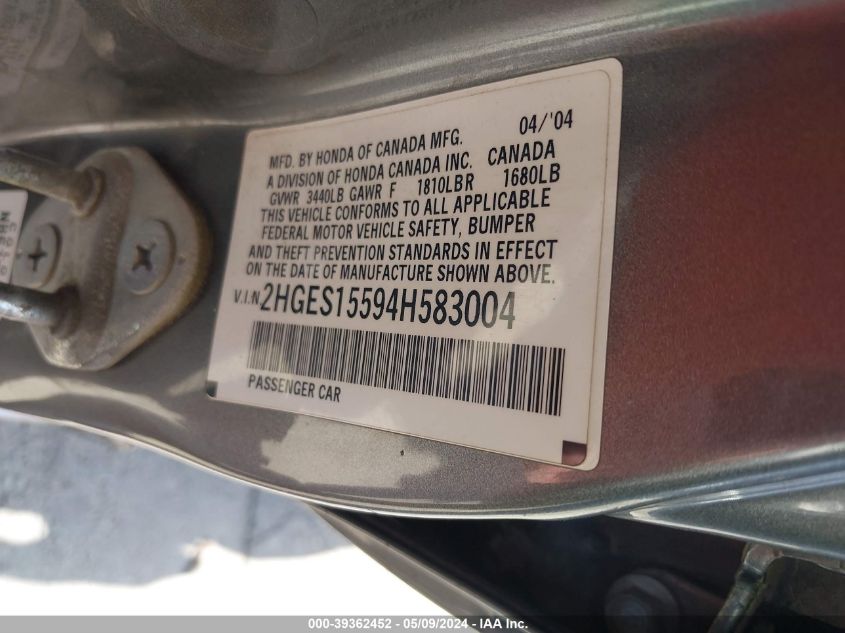 04/'04
MFD. BY HONDA OF CANADA MFG.
A DIVISION OF HONDA CANADA INC. CANADA
GVWR 3440LB GAWR F 1810LBR 1680LB
THIS VEHICLE CONFORMS TO ALL APPLICABLE
FEDERAL MOTOR VEHICLE SAFETY, BUMPER
AND THEFT PREVENTION STANDARDS IN EFFECT
ON THE DATE OF MANUFACTURE SHOWN ABOVE.
V.I.N. 2HGES15594H583004
PASSENGER CAR
000-39362452 - 05/09/2024 - IAA Inc.